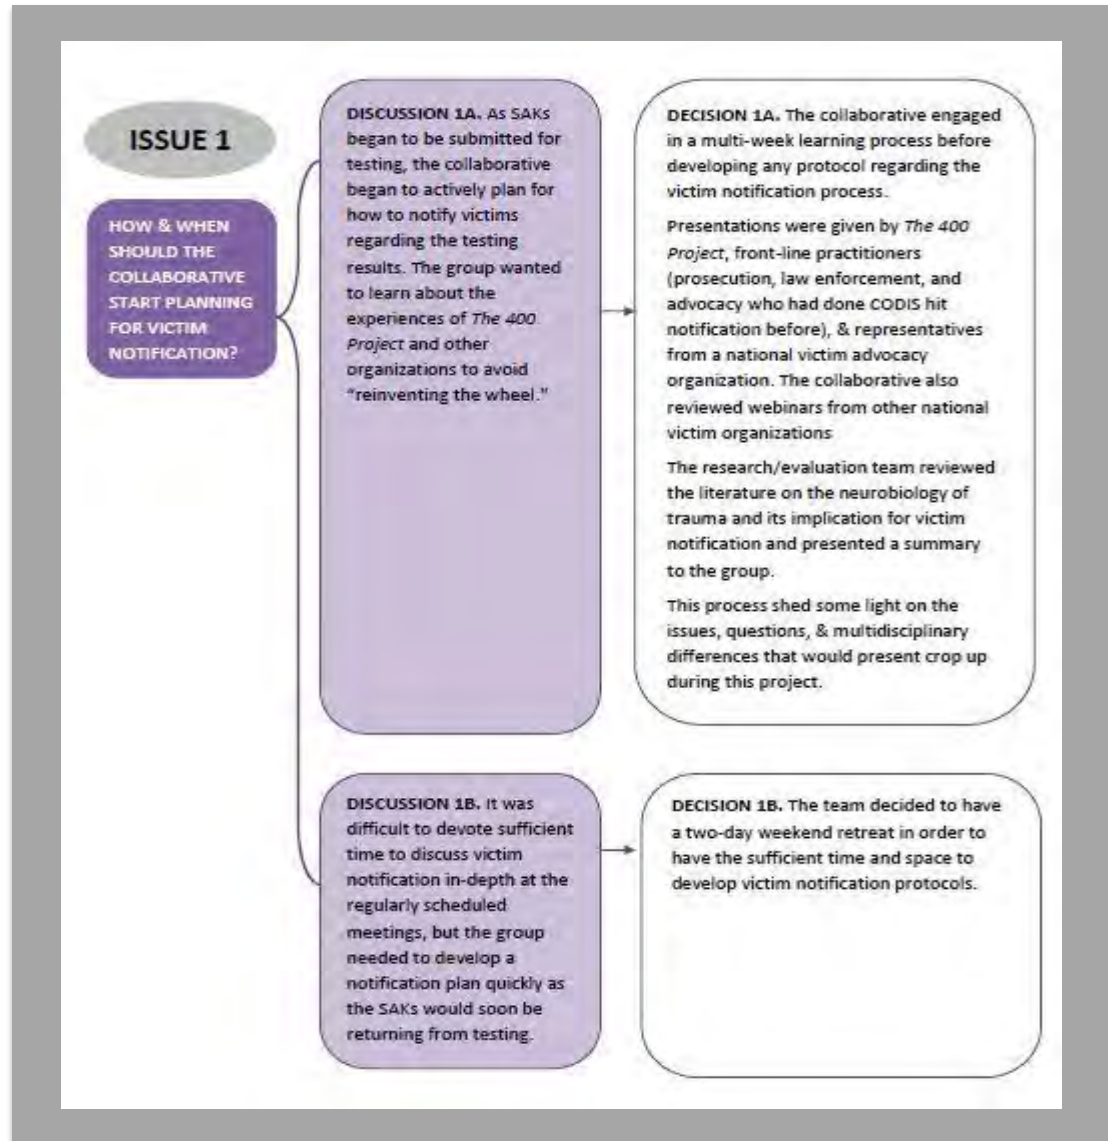 ISSUE 1
HOW & WHEN
SHOULD THE
COLLABORATIVE
START PLANNING
FOR VICTIM
NOTIFICATION?
DISCUSSION 1A. As SAKs
began to be submitted for
testing, the collaborative
began to actively plan for
how to notify victims
regarding the testing
results. The group wanted
to learn about the
experiences of The 400
Project and other
organizations to avoid
“reinventing the wheel.”
DECISION 1A. The collaborative engaged
in a multi-week learning process before
developing any protocol regarding the
victim notification process.
Presentations were given by The 400
Project, front-line practitioners
(prosecution, law enforcement, and
advocacy who had done CODIS hit
notification before), & representatives
from a national victim advocacy
organization. The collaborative also
reviewed webinars from other national
victim organizations
The research/evaluation team reviewed
the literature on the neurobiology of
trauma and its implication for victim
notification and presented a summary
to the group.
This process shed some light on the
issues, questions, & multidisciplinary
differences that would present crop up
during this project.
DISCUSSION 1B. It was
difficult to devote sufficient
time to discuss victim
notification in-depth at the
regularly scheduled
meetings, but the group
needed to develop a
notification plan quickly as
the SAKs would soon be
returning from testing.
DECISION 1B. The team decided to have
a two-day weekend retreat in order to
have the sufficient time and space to
develop victim notification protocols.